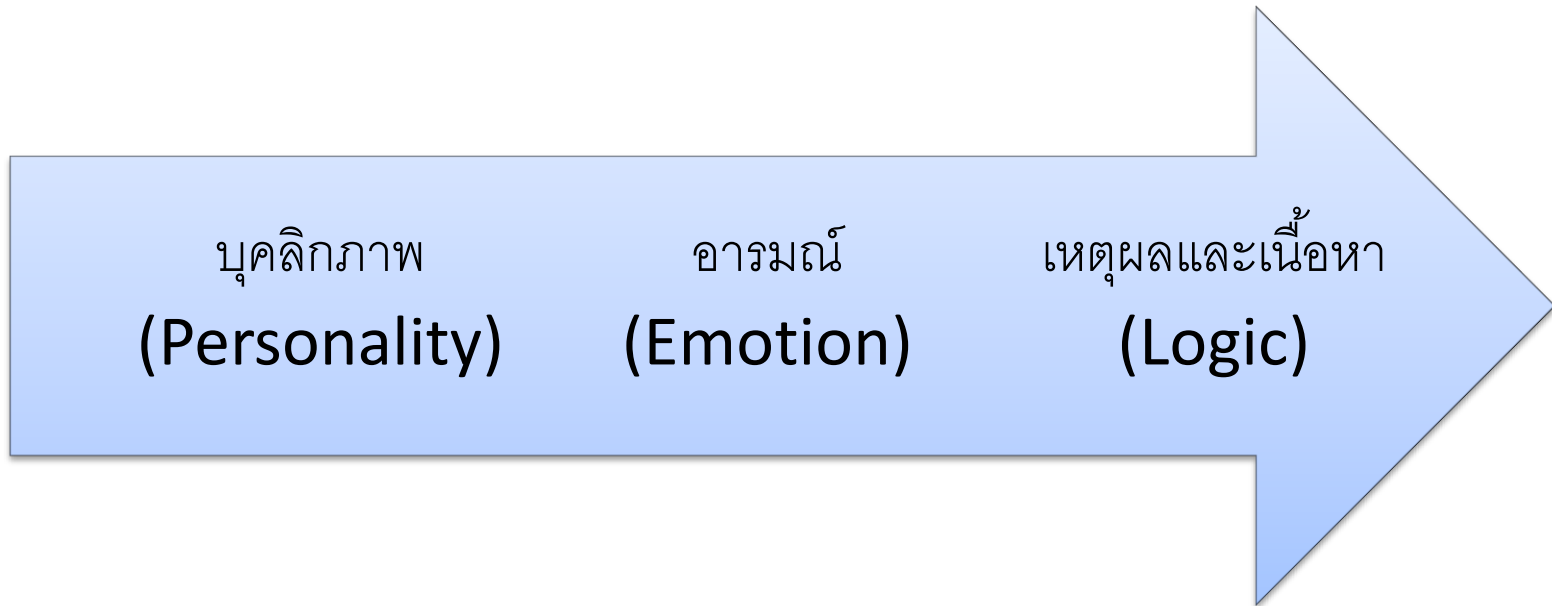 บุคลิกภาพ
(Personality)
อารมณ์
(Emotion)
เหตุผลและเนื้อหา
(Logic)